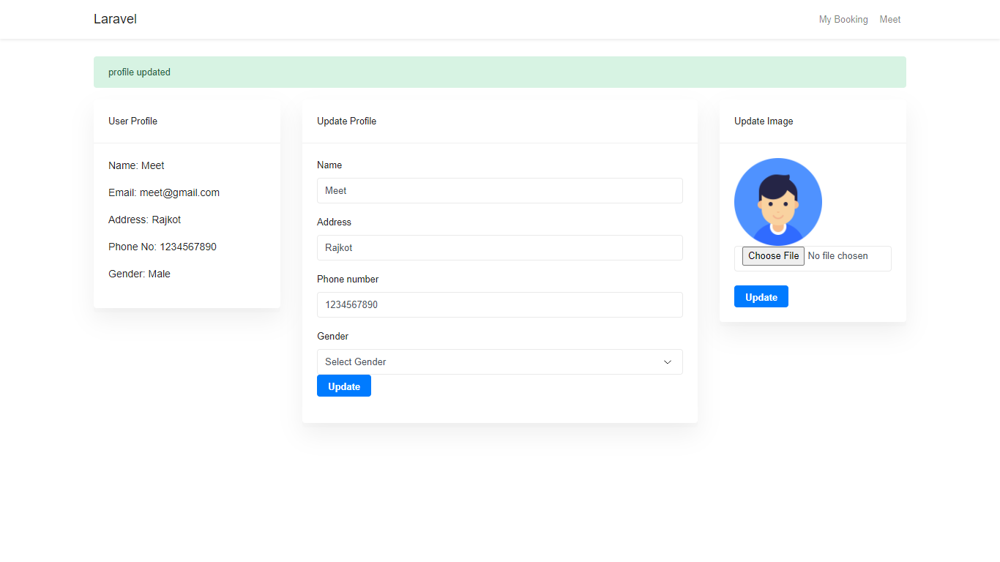 Laravel
My Booking
Meet
profile updated
User Profile
Name: Meet
Email: meet@gmail.com
Address: Rajkot
Phone No: 1234567890
Gender: Male
Update Profile
Name
Meet
Address
Rajkot
Phone number
1234567890
Gender
Select Gender
Update
Update Image
Choose File No file chosen
Update